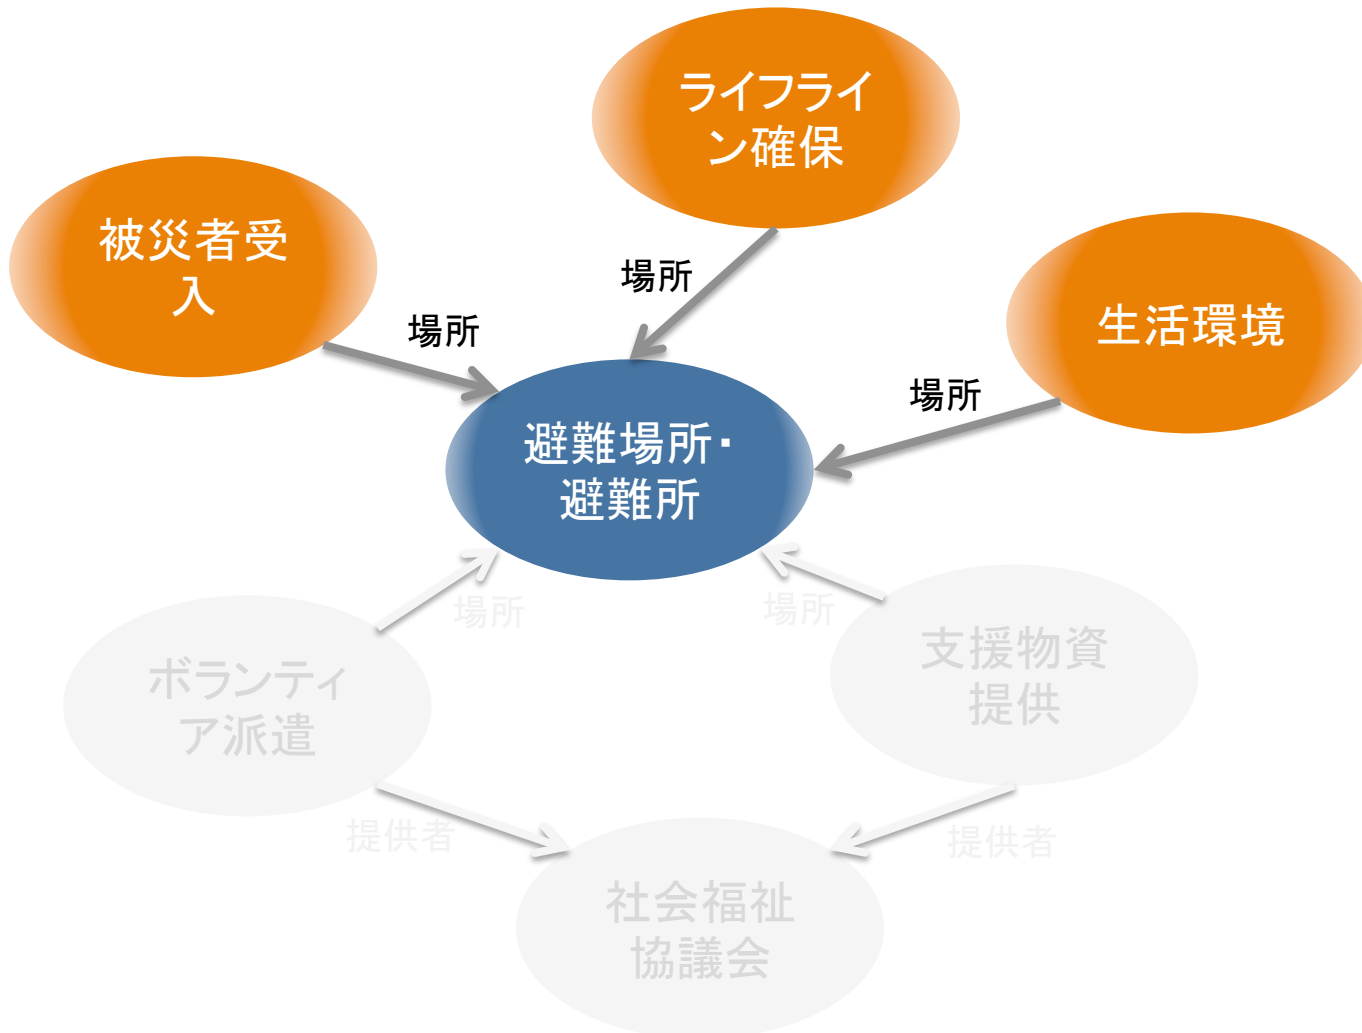 ライフライ
ン確保
被災者受
入
場所
場所
生活環境
場所
避難場所・
避難所
場所
場所
ボランティ
ア派遣
支援物資
提供
提供者
提供者
社会福祉
協議会